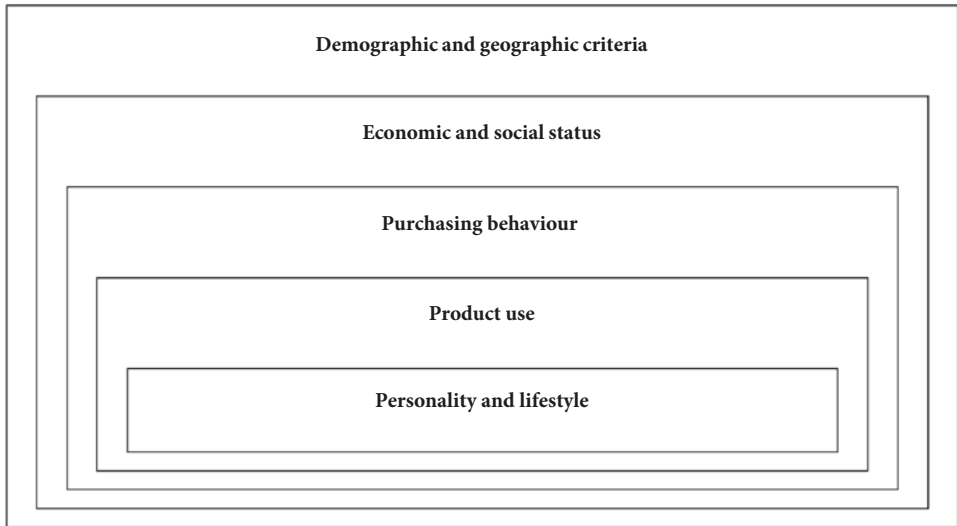 Demographic and geographic criteria
Economic and social status
Purchasing behaviour
Product use
Personality and lifestyle